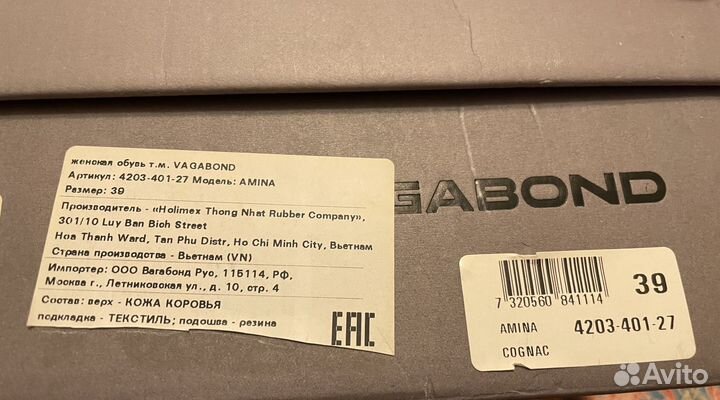 женская обувь т.м. VAGABOND
Артикул: 4203-401-27 Модель: AMINA
Размер: 39
Производитель - «Holimex Thong Nhat Rubber Company»,
301/10 Luy Ban Bich Street
Hoa Thanh Ward, Tan Phu Distr, Ho Chi Minh City, Вьетнам
Страна производства - Вьетнам (VN)
Импортер: ООО Вагабонд Рус, 115114, РФ,
Москва г., Летниковская ул., д. 10, стр. 4
Состав: верх - КОЖА КОРОВЬЯ
подкладка - ТЕКСТИЛЬ; подошва - резина
EAC
GABOND
7 320560 841114
39
AMINA 4203-401-27
COGNAC
Avito